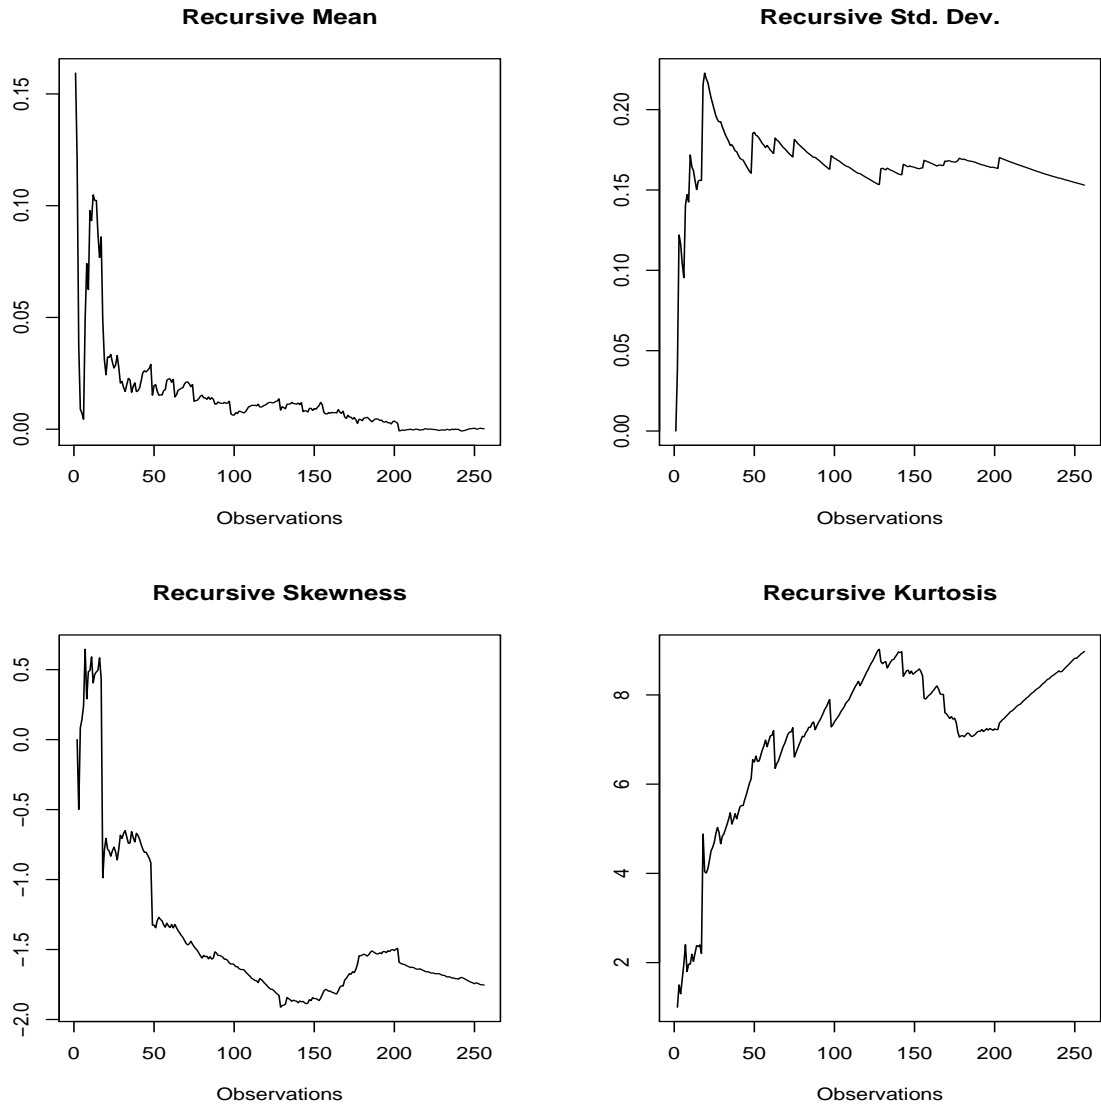 Recursive Mean
0.15
0.10
0.05
0.00
0 50 100 150 200 250
Observations
Recursive Std. Dev.
0.20
0.15
0.10
0.05
0.00
0 50 100 150 200 250
Observations
Recursive Skewness
0.5
0.0
−0.5
−1.0
−1.5
−2.0
0 50 100 150 200 250
Observations
Recursive Kurtosis
8
6
4
2
0 50 100 150 200 250
Observations